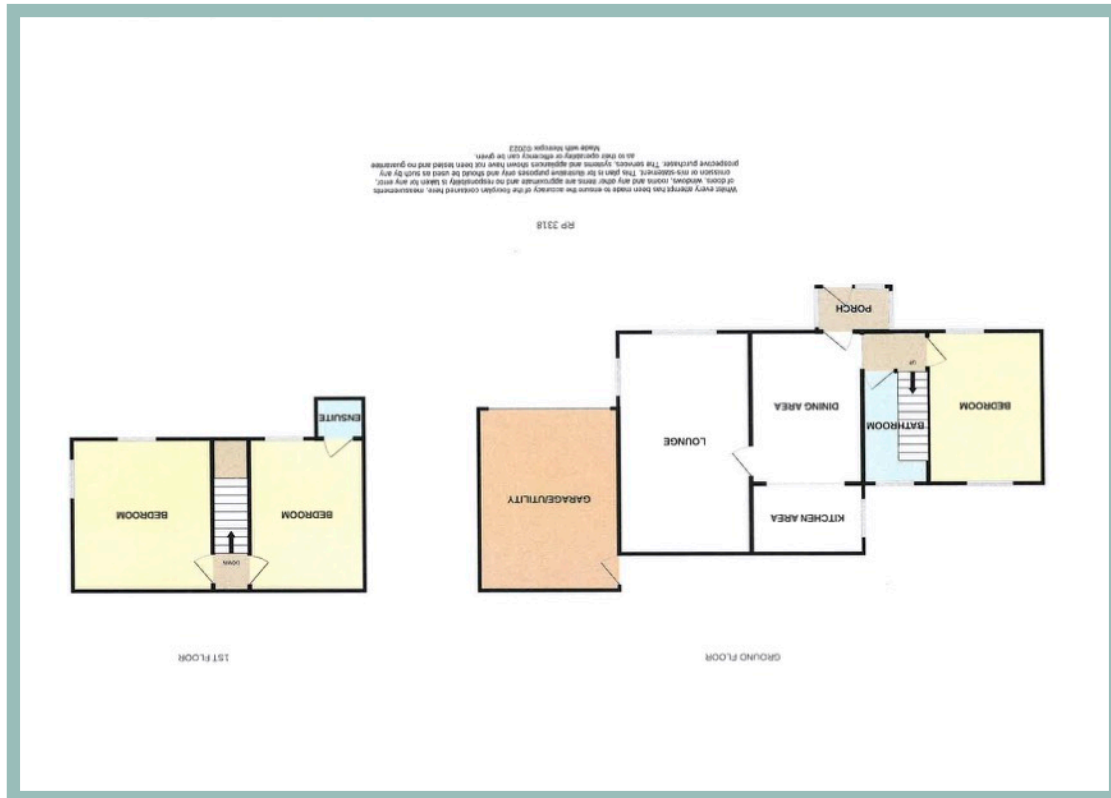 GROUND FLOOR
1ST FLOOR
KITCHEN AREA
GARAGE/UTILITY
LOUNGE
BEDROOM
BATHROOM
DINING AREA
UP
PORCH
DOWN
BEDROOM
BEDROOM
ENSUITE
RP 3318
Whilst every attempt has been made to ensure the accuracy of the floorplan contained here, measurements
of doors, windows, rooms and any other items are approximate and no responsibility is taken for any error,
omission or mis-statement. This plan is for illustrative purposes only and should be used as such by any
prospective purchaser. The services, systems and appliances shown have not been tested and no guarantee
as to their operability or efficiency can be given.
Made with Metropix ©2023